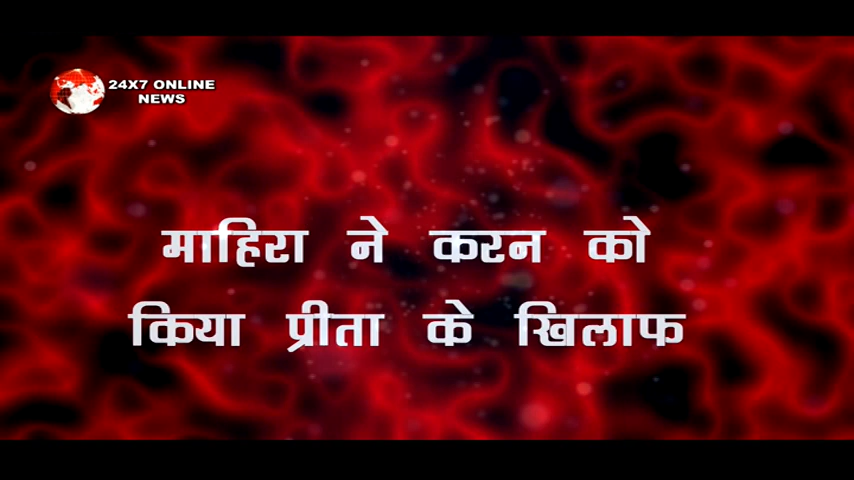 24X7 ONLINE
NEWS
माहिरा ने करन को
किया प्रीता के खिलाफ